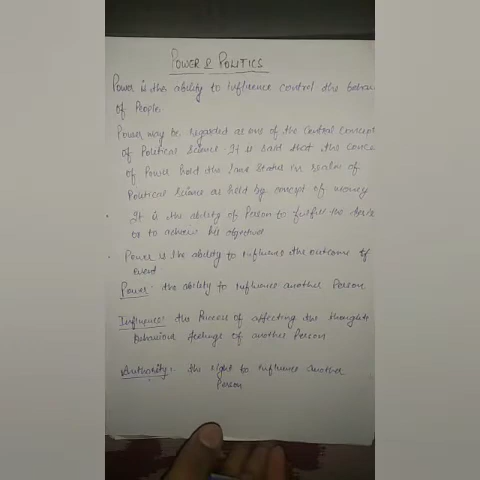 POWER & POLITICS
Power is the ability to influence control the behav
of People.
Power may be regarded as one of the Central Concept
of Political Science. It is said that the Conce
of Power hold the same status in realm of
Political Science as held by concept of money
It is the ability of Person to fulfill the
or to achieve his objective
Power is the ability to influence the outcome of
event
Power: the ability to influence another Person
Influence: the Process of affecting the thoughts
behaviour feelings of another Person
Authority: the right to influence another
Person